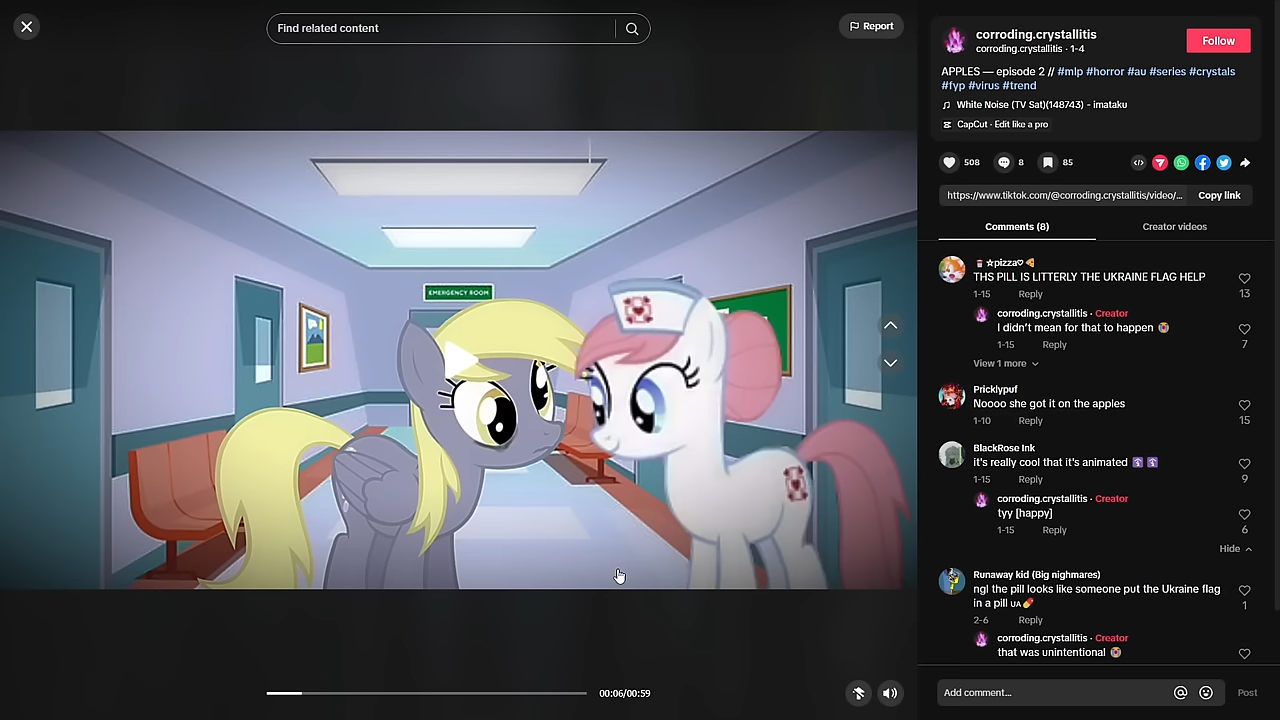 Find related content
Report
EMERGENCY ROOM
00:06/00:59
corroding.crystallitis
corroding.crystallitis · 1-4
Follow
APPLES — episode 2 // #mlp #horror #au #series #crystals
#fyp #virus #trend
White Noise (TV Sat)(148743) - imataku
CapCut · Edit like a pro
508
8
85
https://www.tiktok.com/@corroding.crystallitis/video/...
Copy link
Comments (8)
Creator videos
☆pizza♡
THS PILL IS LITTERLY THE UKRAINE FLAG HELP
1-15 Reply
13
corroding.crystallitis · Creator
I didn’t mean for that to happen 😭
1-15 Reply
7
View 1 more
Pricklypuf
Noooo she got it on the apples
1-10 Reply
15
BlackRose Ink
it's really cool that it's animated 🛐🛐
1-15 Reply
9
corroding.crystallitis · Creator
tyy [happy]
1-15 Reply
6
Hide
Runaway kid (Big nighmares)
ngl the pill looks like someone put the Ukraine flag
in a pill UA💊
2-6 Reply
1
corroding.crystallitis · Creator
that was unintentional 😭
Add comment...
Post